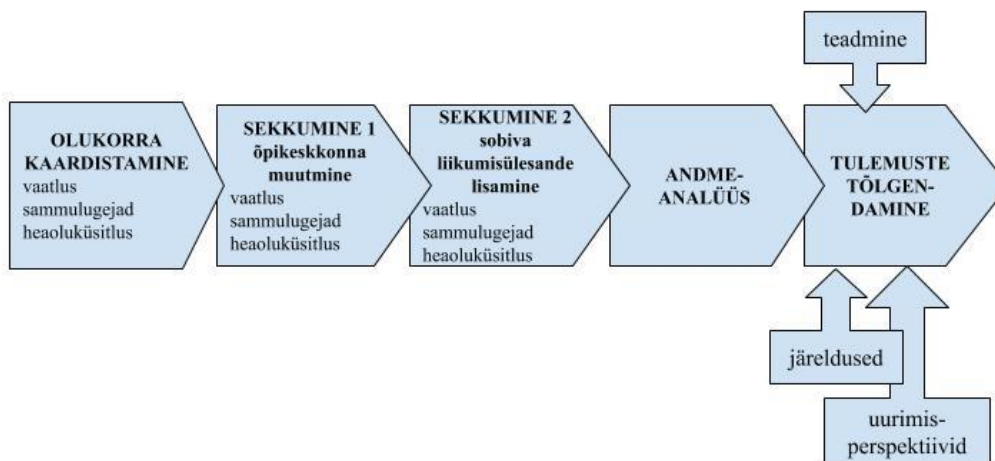 teadmine
OLUKORRA
KAARDISTAMINE
vaatlus
sammulugejad
heaoluküsitlus
SEKKUMINE 1
õpikeskkonna
muutmine
vaatlus
sammulugejad
heaoluküsitlus
SEKKUMINE 2
sobiva
liikumisülesande
lisamine
vaatlus
sammulugejad
heaoluküsitlus
ANDME-
ANALÜÜS
TULEMUSTE
TÕLGEN-
DAMINE
järeldused
uurimis-
perspektiivid